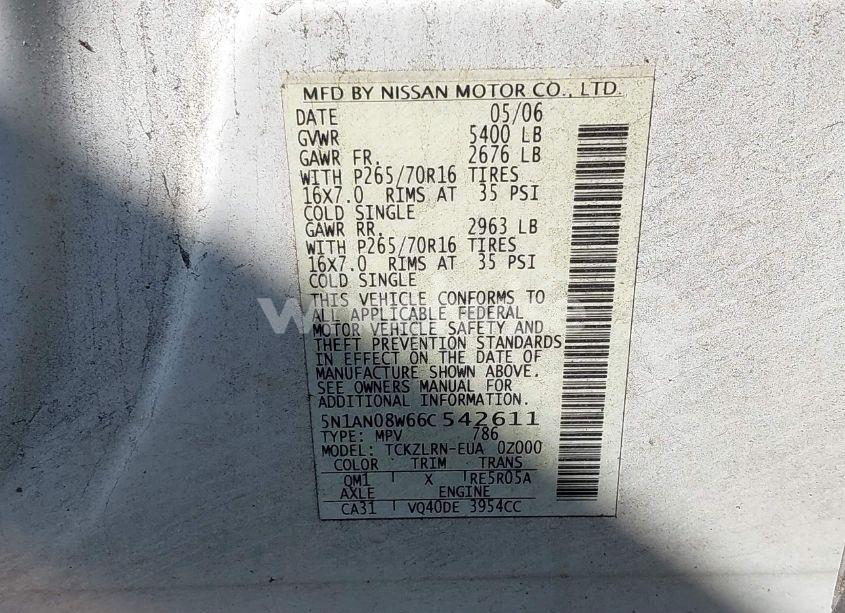 MFD BY NISSAN MOTOR CO., LTD.
DATE 05/06
GVWR 5400 LB
GAWR FR. 2676 LB
WITH P265/70R16 TIRES
16X7.0 RIMS AT 35 PSI
COLD SINGLE
GAWR RR. 2963 LB
WITH P265/70R16 TIRES
16X7.0 RIMS AT 35 PSI
COLD SINGLE
THIS VEHICLE CONFORMS TO
ALL APPLICABLE FEDERAL
MOTOR VEHICLE SAFETY AND
THEFT PREVENTION STANDARDS
IN EFFECT ON THE DATE OF
MANUFACTURE SHOWN ABOVE.
SEE OWNERS MANUAL FOR
ADDITIONAL INFORMATION.
5N1AN08W66C542611
TYPE: MPV 786
MODEL: TCKZLRN-EUA 0Z000
COLOR TRIM TRANS
QM1 X RE5R05A
AXLE ENGINE
CA31 VQ40DE 3954CC